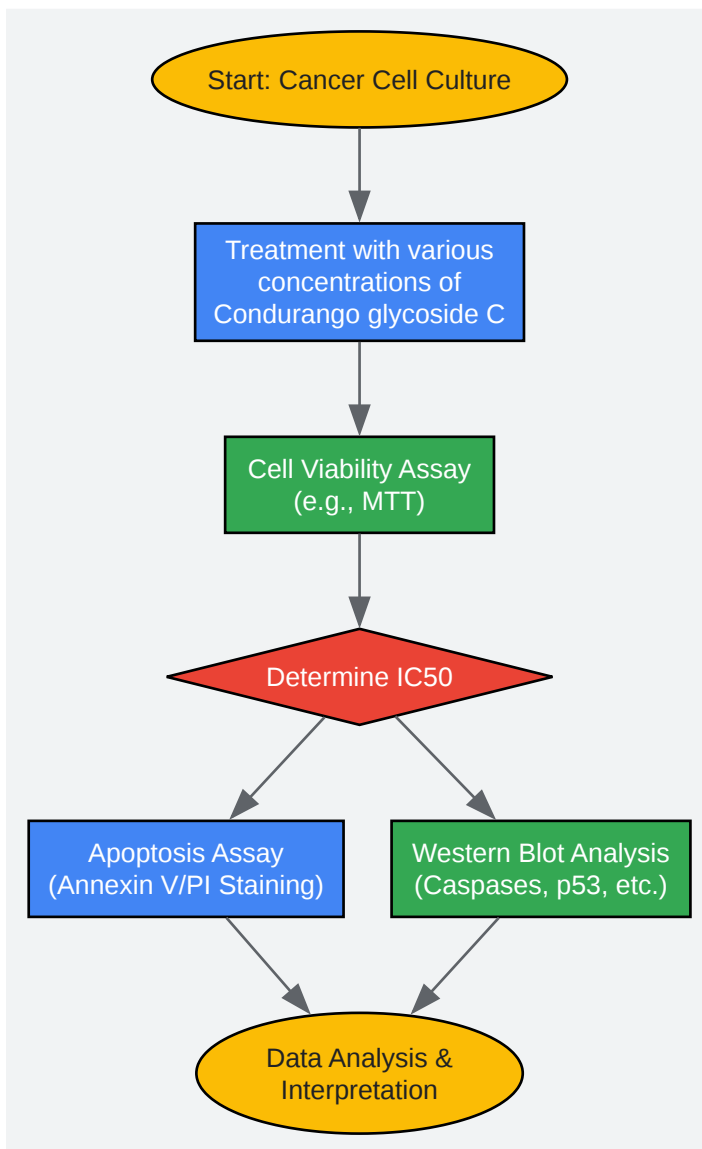 Start: Cancer Cell Culture
Treatment with various
concentrations of
Condurango glycoside C
Cell Viability Assay
(e.g., MTT)
Determine IC50
Apoptosis Assay
(Annexin V/PI Staining)
Western Blot Analysis
(Caspases, p53, etc.)
Data Analysis &
Interpretation